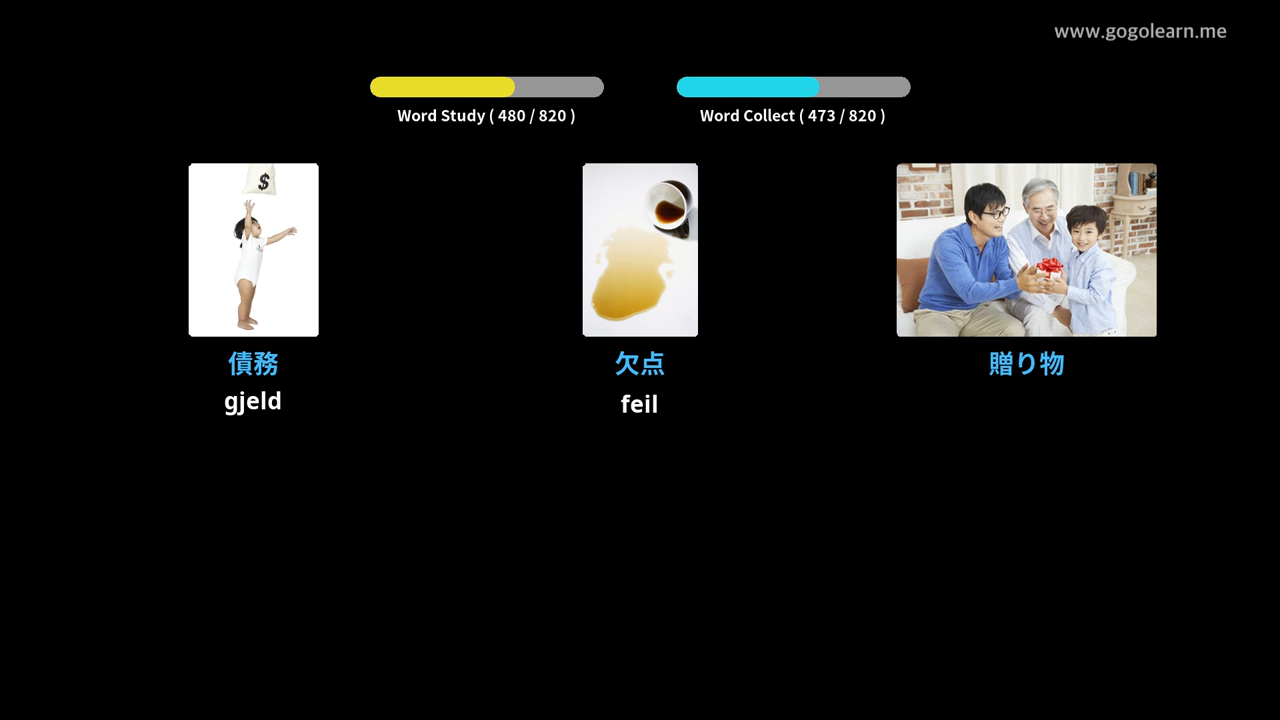 www.gogolearn.me
Word Study ( 480 / 820 )
Word Collect ( 473 / 820 )
$
債務
欠点
贈り物
gjeld
feil